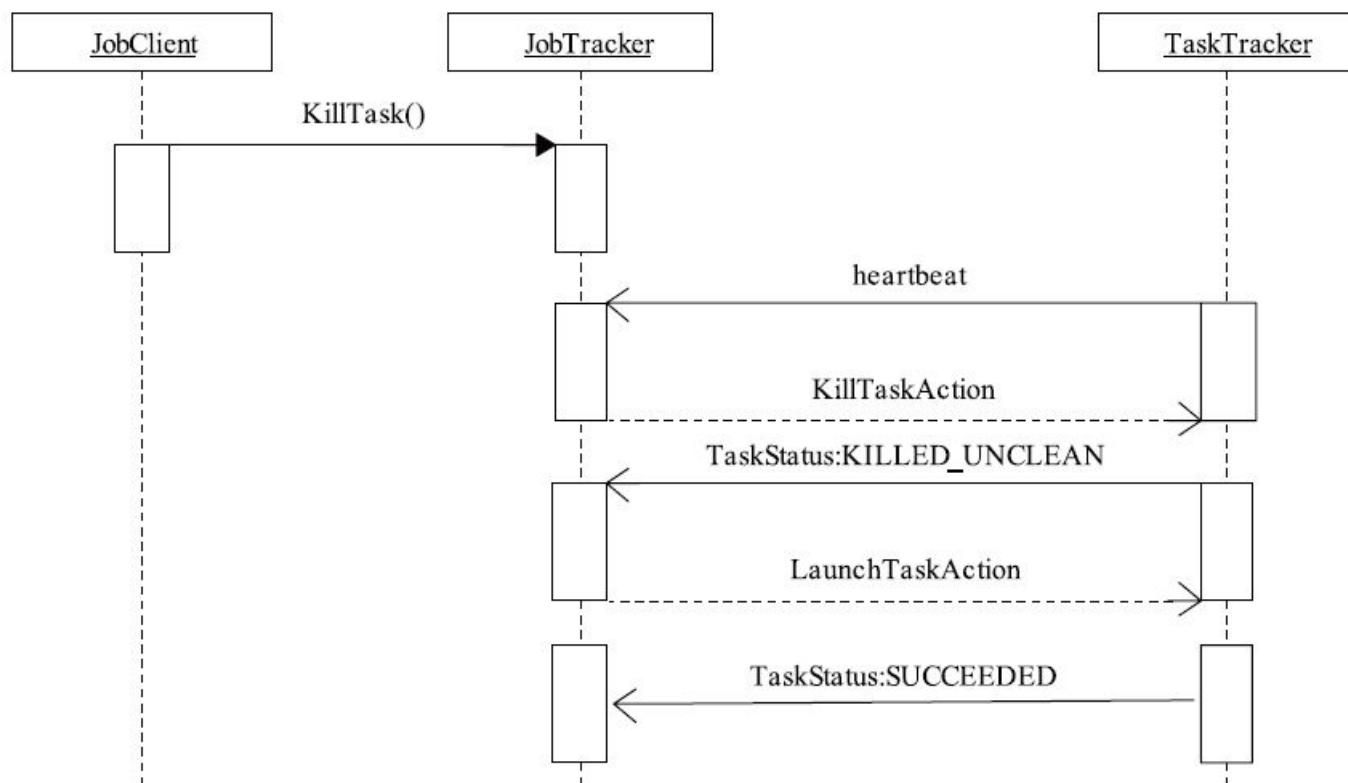 JobClient
JobTracker
TaskTracker
KillTask()
heartbeat
KillTaskAction
TaskStatus:KILLED_UNCLEAN
LaunchTaskAction
TaskStatus:SUCCEEDED